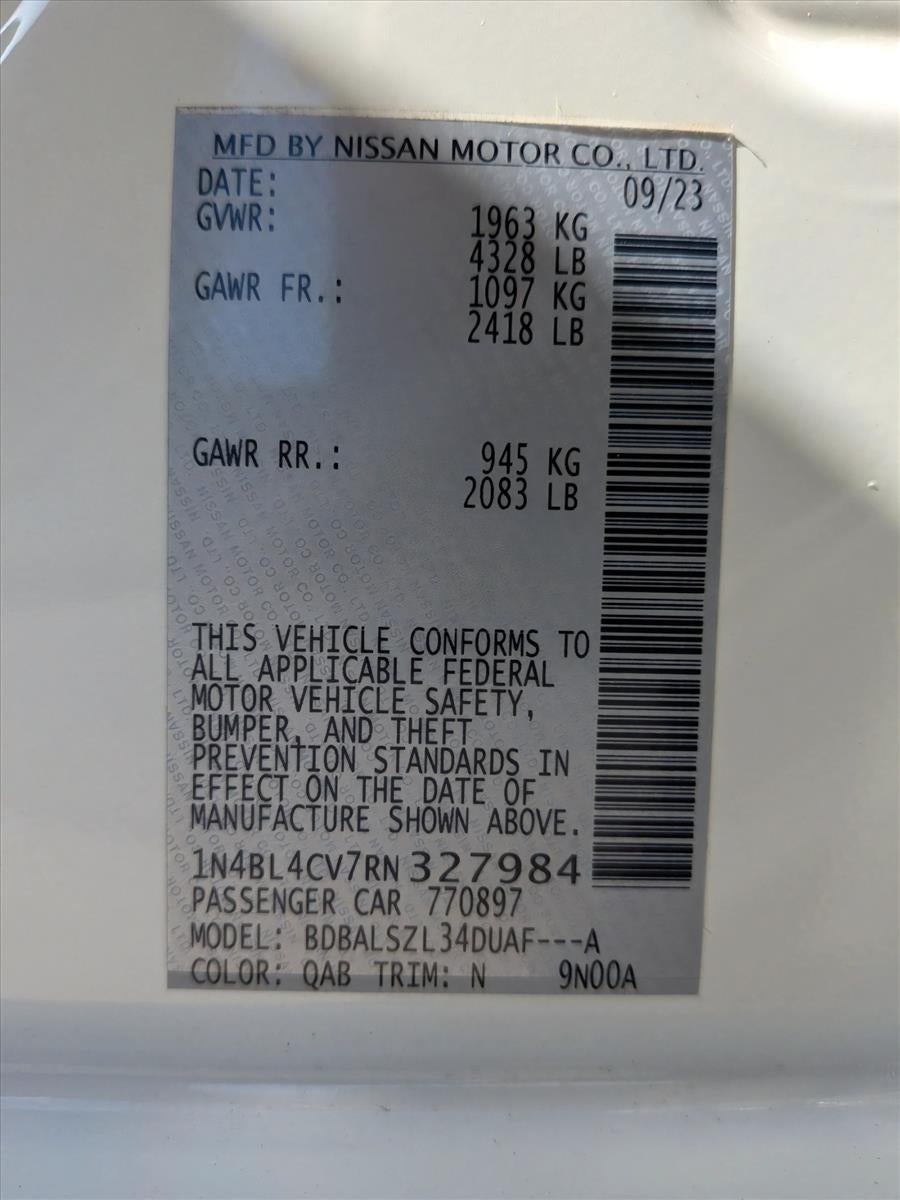 MFD BY NISSAN MOTOR CO., LTD.
DATE: 09/23
GVWR: 1963 KG
4328 LB
GAWR FR.: 1097 KG
2418 LB
GAWR RR.: 945 KG
2083 LB
THIS VEHICLE CONFORMS TO
ALL APPLICABLE FEDERAL
MOTOR VEHICLE SAFETY,
BUMPER, AND THEFT
PREVENTION STANDARDS IN
EFFECT ON THE DATE OF
MANUFACTURE SHOWN ABOVE.
1N4BL4CV7RN327984
PASSENGER CAR 770897
MODEL: BDBALSZL34DUAF---A
COLOR: QAB TRIM: N 9N00A